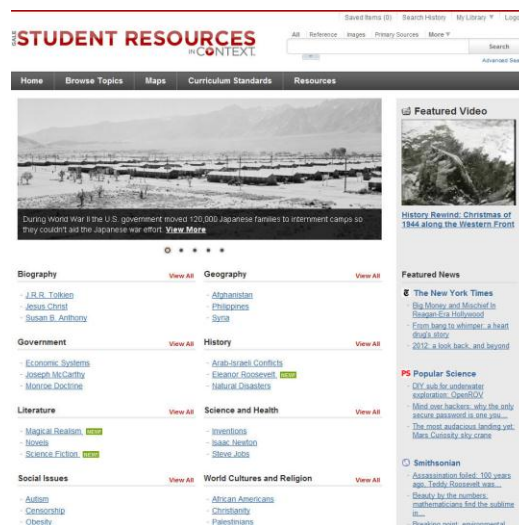 Saved Items (0) Search History My Library ▼ Logo
GALE STUDENT RESOURCES
IN CONTEXT
All Reference Images Primary Sources More ▼
Search
Advanced Sea
Home Browse Topics Maps Curriculum Standards Resources
During World War II the U.S. government moved 120,000 Japanese families to internment camps so
they couldn't aid the Japanese war effort. View More
Biography View All
- J.R.R. Tolkien
- Jesus Christ
- Susan B. Anthony
Geography View All
- Afghanistan
- Philippines
- Syria
Government View All
- Economic Systems
- Joseph McCarthy
- Monroe Doctrine
History View All
- Arab-Israeli Conflicts
- Eleanor Roosevelt NEW!
- Natural Disasters
Literature View All
- Magical Realism NEW!
- Novels
- Science Fiction NEW!
Science and Health View All
- Inventions
- Isaac Newton
- Steve Jobs
Social Issues View All
- Autism
- Censorship
- Obesity
World Cultures and Religion View All
- African Americans
- Christianity
- Palestinians
Featured Video
History Rewind: Christmas of
1944 along the Western Front
Featured News
The New York Times
- Big Money and Mischief In
Reagan-Era Hollywood
- From bang to whimper: a heart
drug's story
- 2012: a look back, and beyond
PS Popular Science
- DIY sub for underwater
exploration: OpenROV
- Mind over hackers: why the only
secure password is one you...
- The most audacious landing yet:
Mars Curiosity sky crane
Smithsonian
- Assassination foiled: 100 years
ago, Teddy Roosevelt was...
- Beauty by the numbers:
mathematicians find the sublime
in...
- Breaking point: environmental